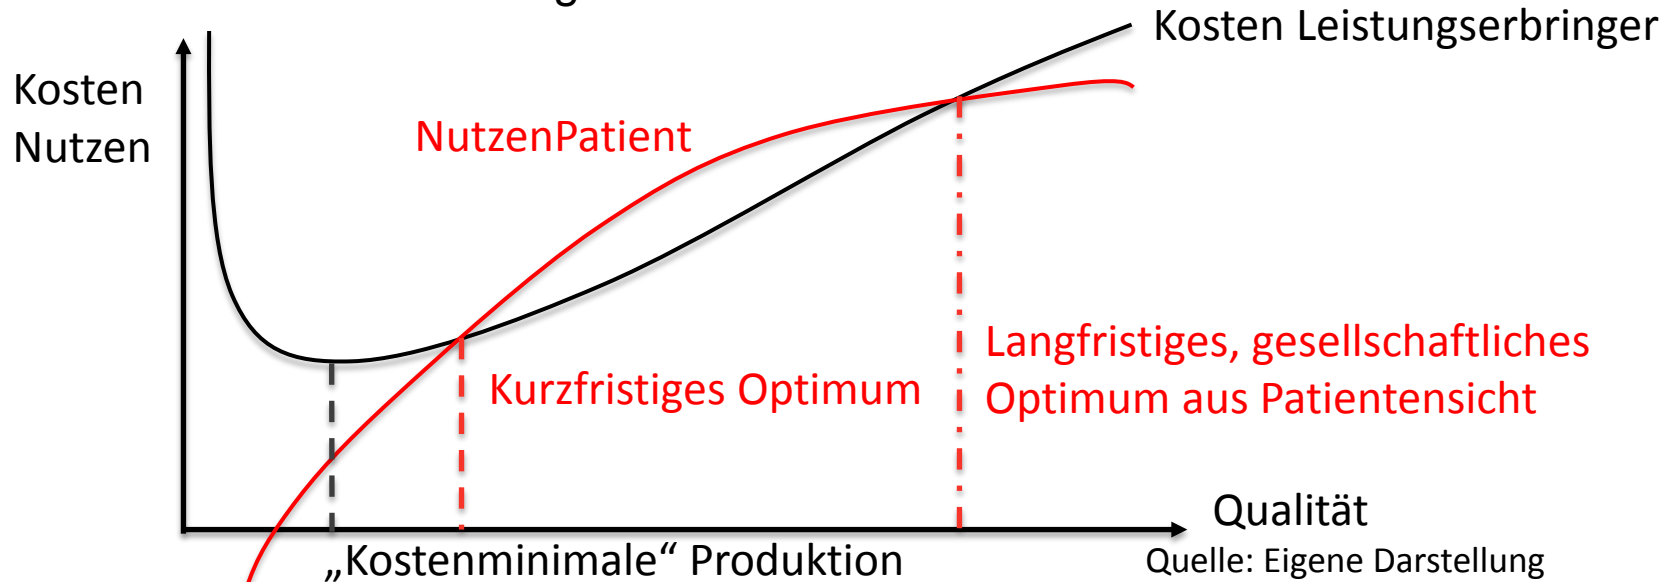 Kosten Leistungserbringer
Kosten
Nutzen
NutzenPatient
Langfristiges, gesellschaftliches
Optimum aus Patientensicht
Kurzfristiges Optimum
Qualität
„Kostenminimale“ Produktion
Quelle: Eigene Darstellung